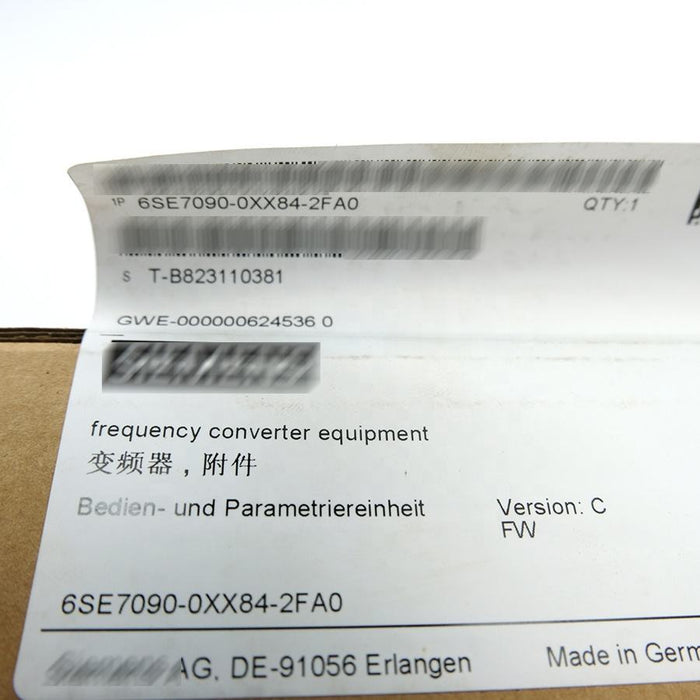 1P 6SE7090-0XX84-2FA0 QTY:1
S T-B823110381
GWE-000000624536 0
frequency converter equipment
变频器，附件
Bedien- und Parametriereinheit Version: C
FW
6SE7090-0XX84-2FA0
AG, DE-91056 Erlangen Made in Germ